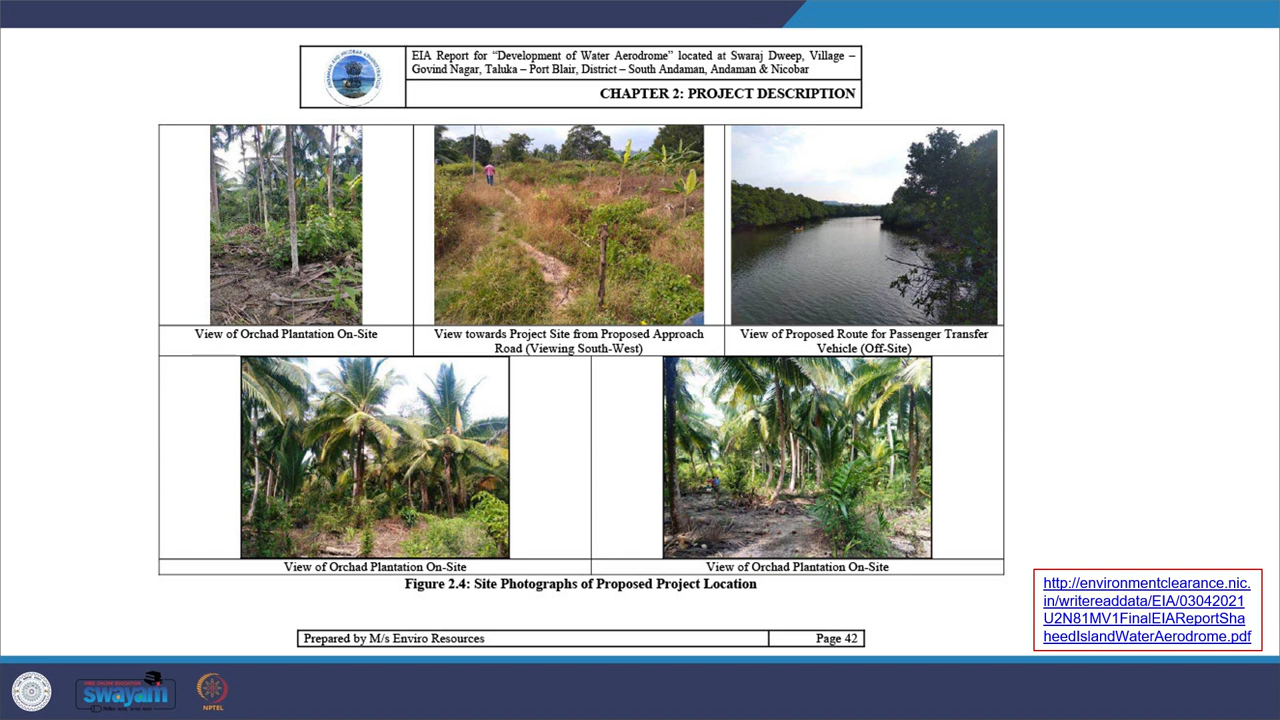 EIA Report for “Development of Water Aerodrome” located at Swaraj Dweep, Village –
Govind Nagar, Taluka – Port Blair, District – South Andaman, Andaman & Nicobar
CHAPTER 2: PROJECT DESCRIPTION
View of Orchad Plantation On-Site
View towards Project Site from Proposed Approach
Road (Viewing South-West)
View of Proposed Route for Passenger Transfer
Vehicle (Off-Site)
View of Orchad Plantation On-Site
View of Orchad Plantation On-Site
Figure 2.4: Site Photographs of Proposed Project Location
http://environmentclearance.nic.
in/writereaddata/EIA/03042021
U2N81MV1FinalEIAReportSha
heedIslandWaterAerodrome.pdf
Prepared by M/s Enviro Resources
Page 42
FREE ONLINE EDUCATION
swayam
NPTEL